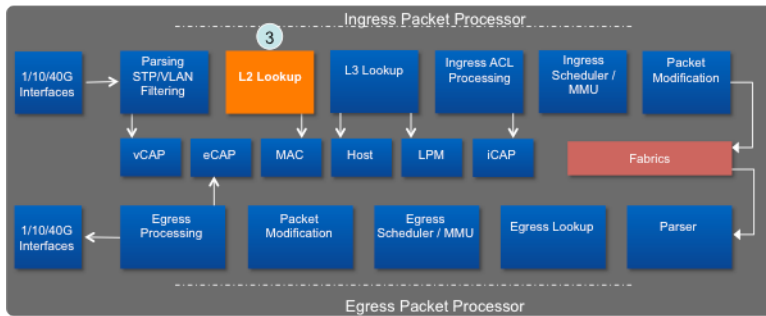 Ingress Packet Processor
3
1/10/40G
Interfaces
Parsing
STP/VLAN
Filtering
L2 Lookup
L3 Lookup
Ingress ACL
Processing
Ingress
Scheduler /
MMU
Packet
Modification
vCAP
eCAP
MAC
Host
LPM
iCAP
Fabrics
1/10/40G
Interfaces
Egress
Processing
Packet
Modification
Egress
Scheduler / MMU
Egress Lookup
Parser
Egress Packet Processor